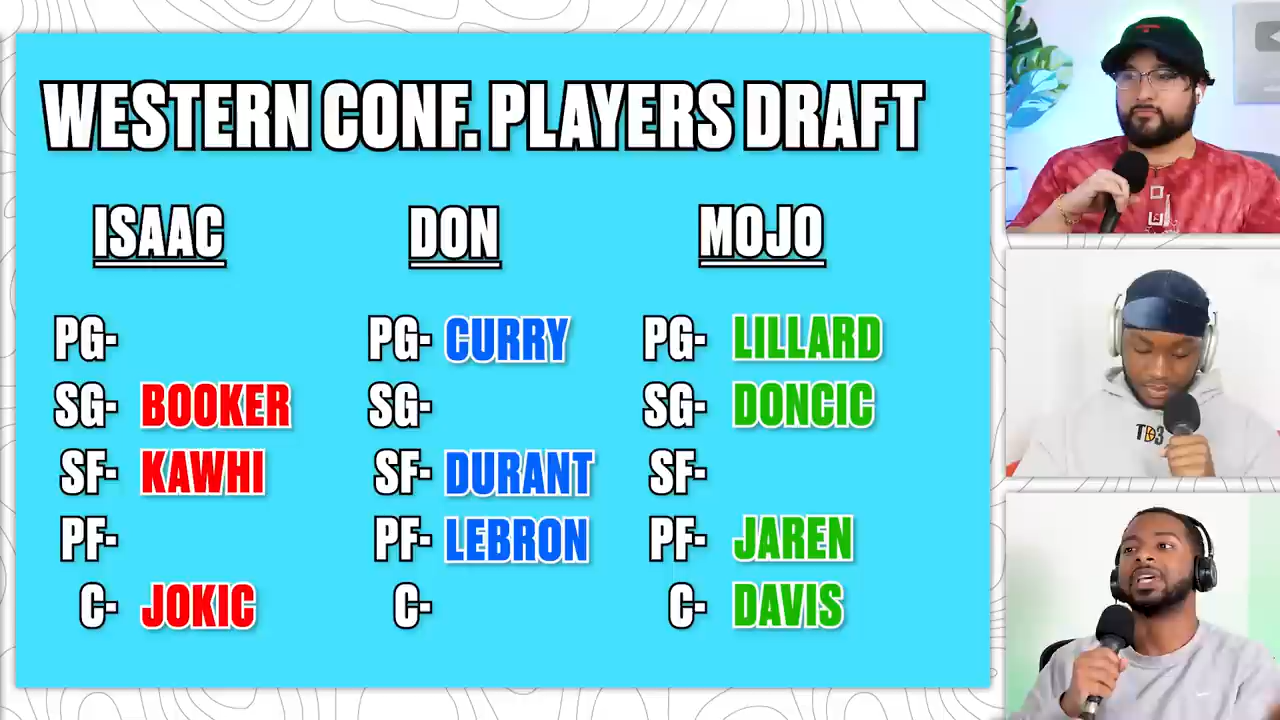 WESTERN CONF. PLAYERS DRAFT
ISAAC
PG-
SG- BOOKER
SF- KAWHI
PF-
C- JOKIC
DON
PG- CURRY
SG-
SF- DURANT
PF- LEBRON
C-
MOJO
PG- LILLARD
SG- DONCIC
SF-
PF- JAREN
C- DAVIS
TD3